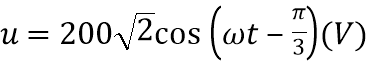 u = 200√2cos (ωt − π/3)(V)